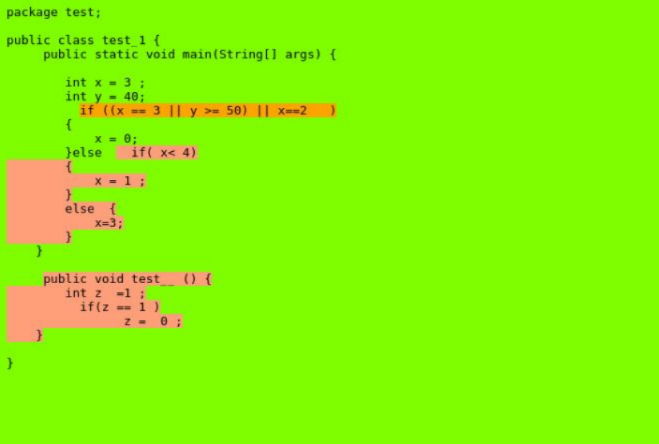 package test;
public class test_1 {
public static void main(String[] args) {
int x = 3 ;
int y = 40;
if ((x == 3 || y >= 50) || x==2   )
{
x = 0;
}else    if( x< 4)
{
x = 1 ;
}
else  {
x=3;
}
}
public void test__ () {
int z  =1 ;
if(z == 1 )
z =  0 ;
}
}